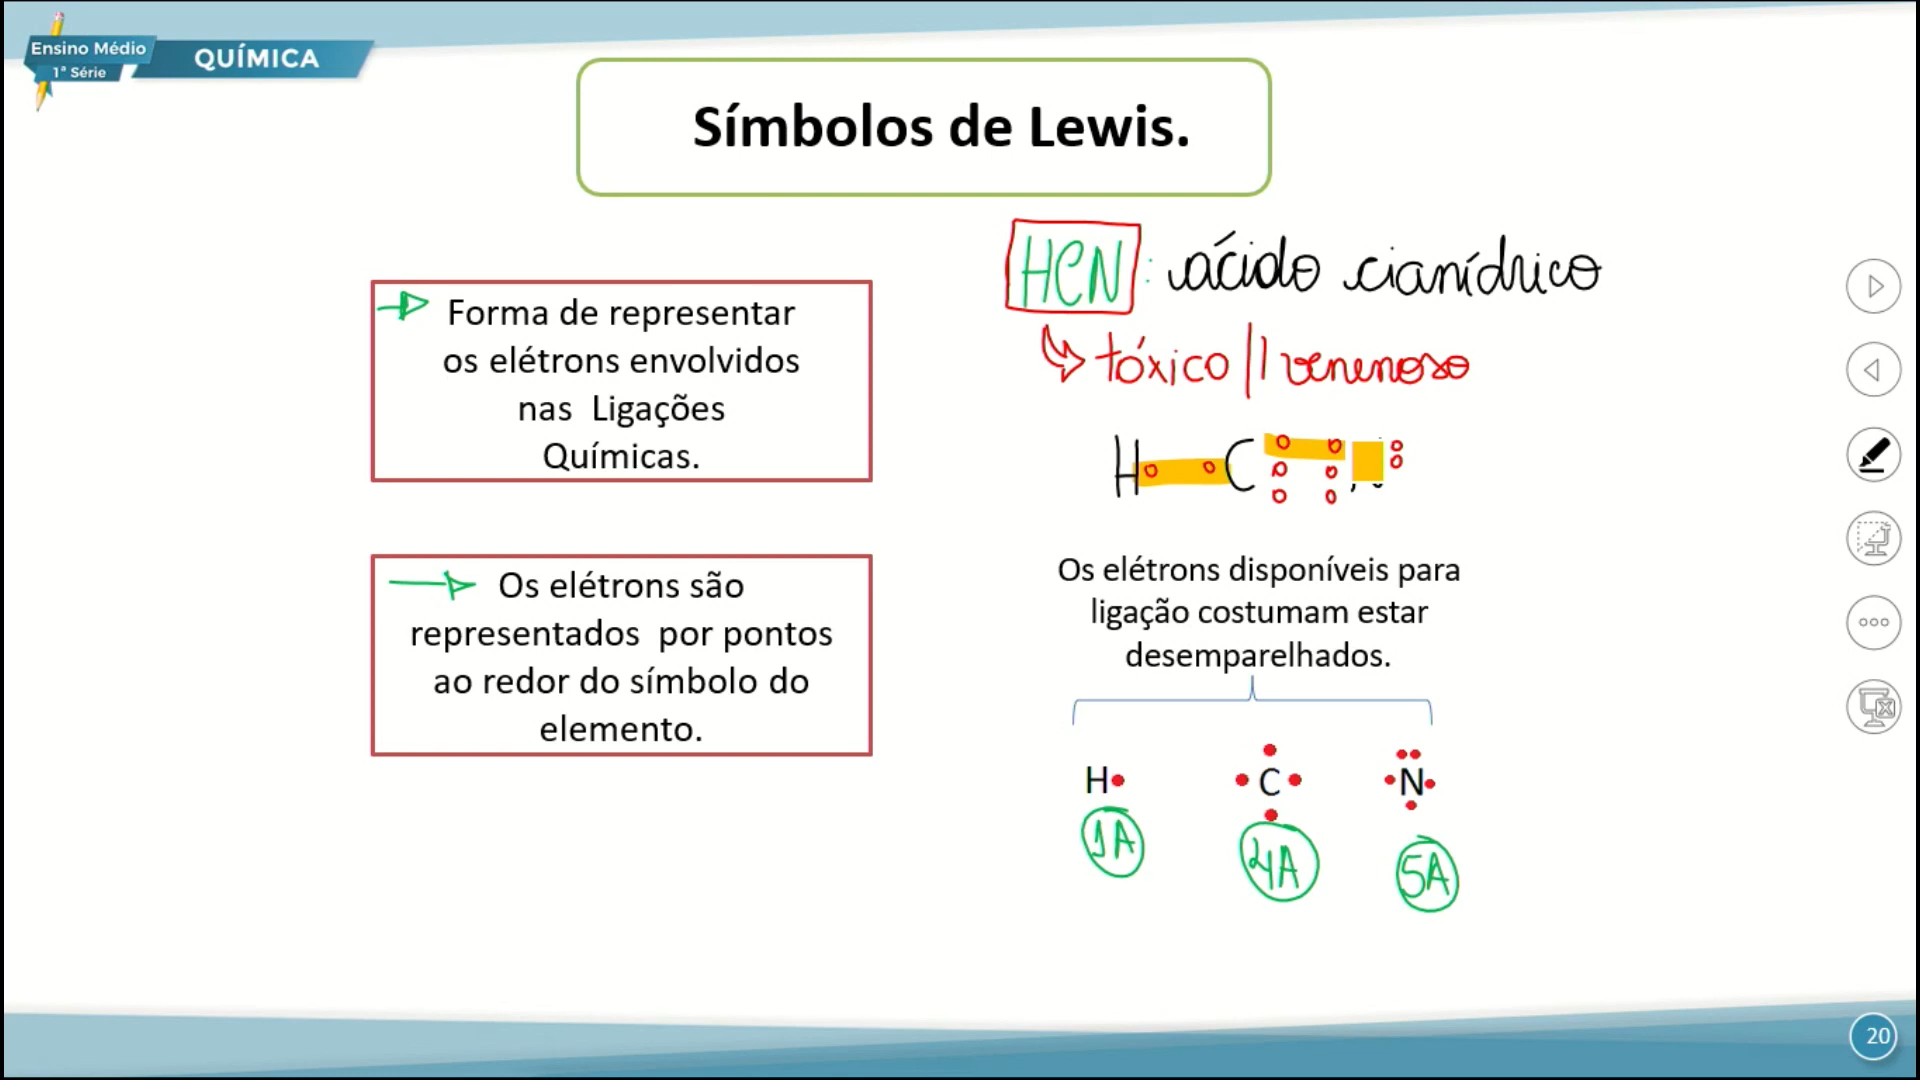 Ensino Médio
1ª Série
QUÍMICA
Símbolos de Lewis.
HCN: ácido cianídrico
tóxico // venenoso
Forma de representar
os elétrons envolvidos
nas Ligações
Químicas.
H C
Os elétrons são
representados por pontos
ao redor do símbolo do
elemento.
Os elétrons disponíveis para
ligação costumam estar
desemparelhados.
H C N
1A 4A 5A
20